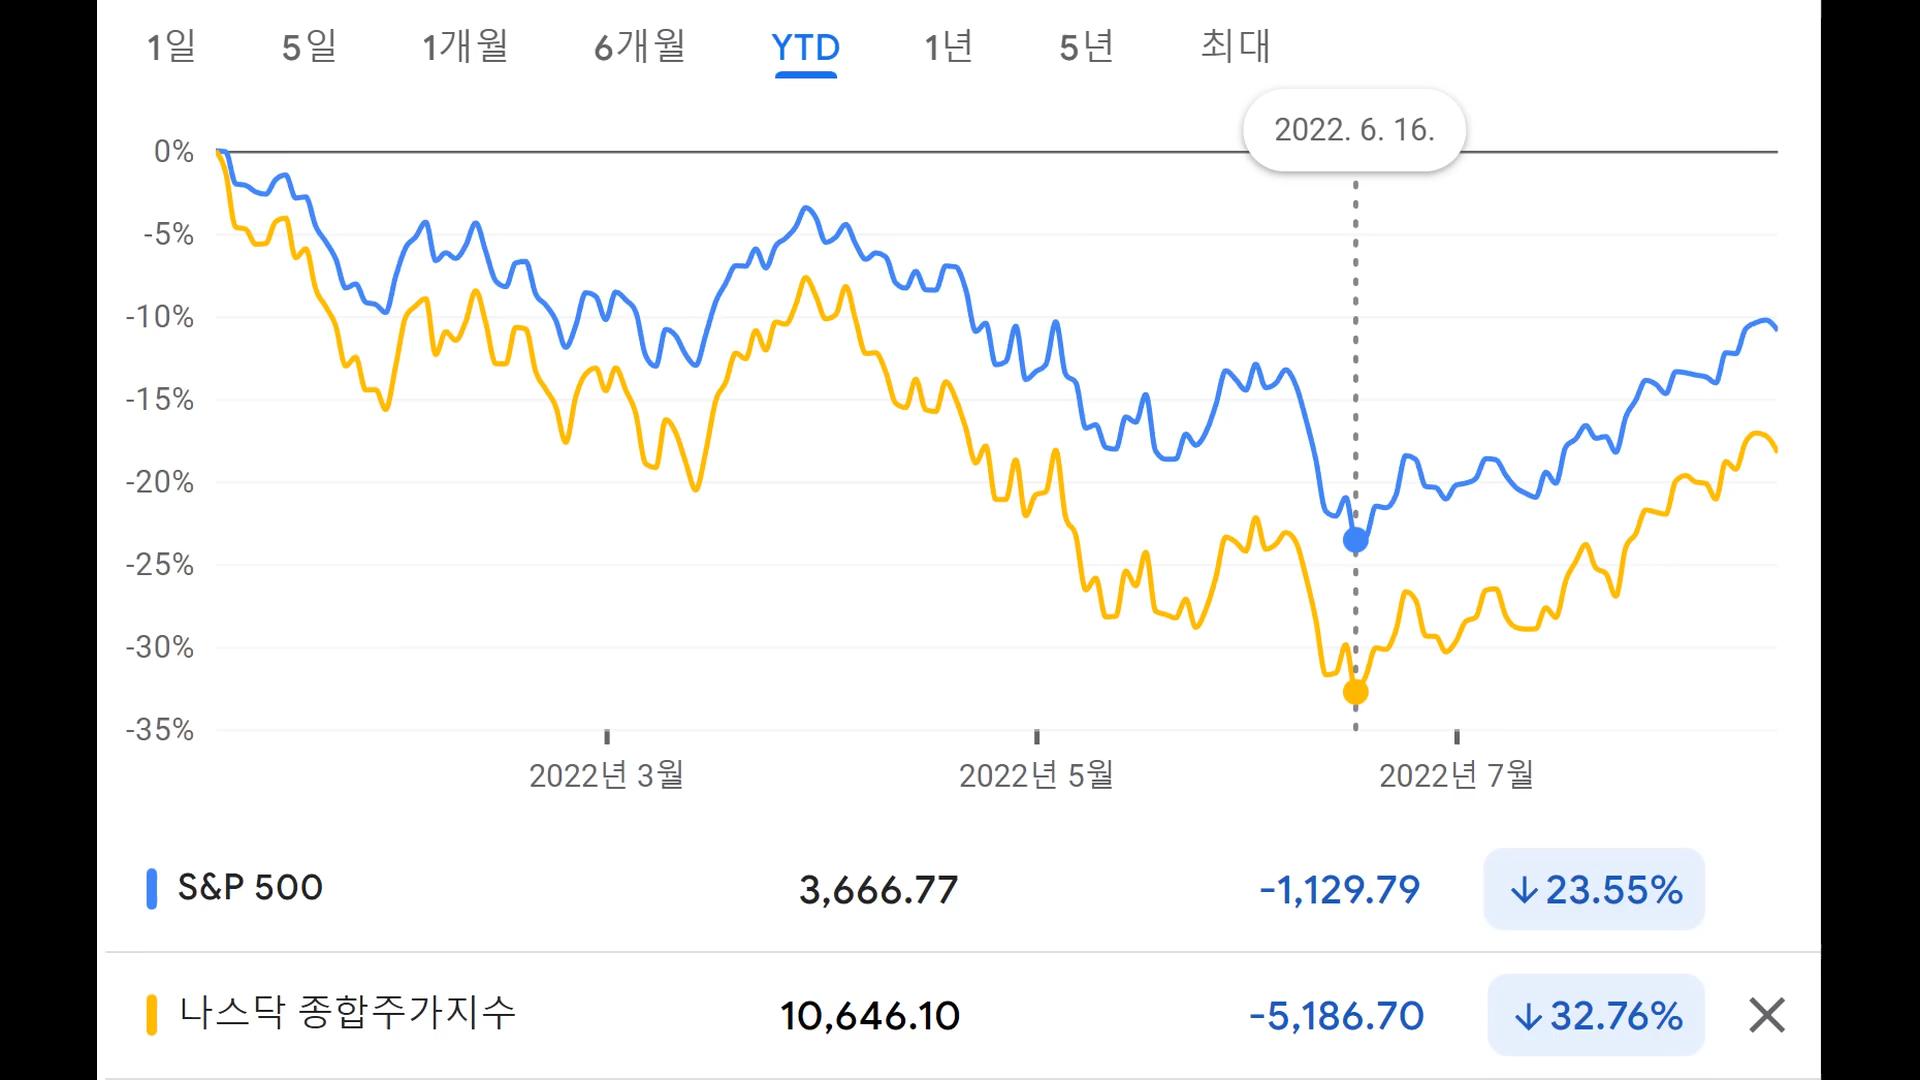 1일 5일 1개월 6개월 YTD 1년 5년 최대
2022. 6. 16.
0%
-5%
-10%
-15%
-20%
-25%
-30%
-35%
2022년 3월 2022년 5월 2022년 7월
S&P 500 3,666.77 -1,129.79 ↓23.55%
나스닥 종합주가지수 10,646.10 -5,186.70 ↓32.76%